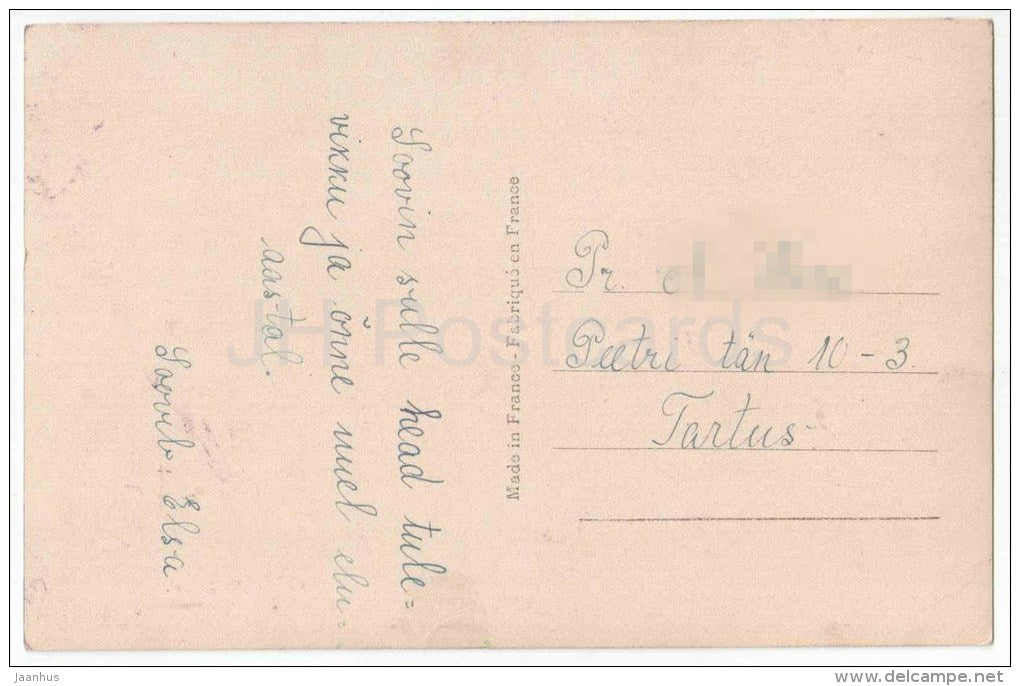 Soovin sulle head tule=
vikku ja õnne uuel elu-
aastal.
Soovib: Elsa
Made in France - Fabriqué en France
Pr.
Peetri tän 10-3.
Tartus
JH Postcards
Jaanhus
www.delcampe.net